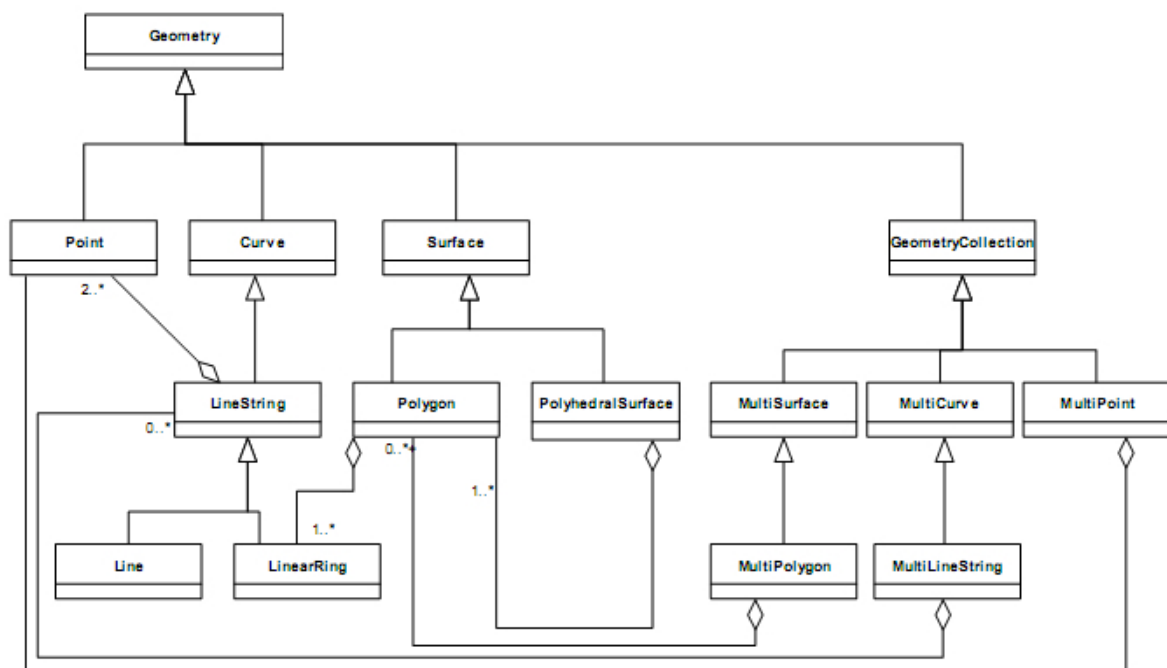 Geometry
Point
Curve
Surface
GeometryCollection
2..*
LineString
Polygon
PolyhedralSurface
MultiSurface
MultiCurve
MultiPoint
0..*
0..*+
1..*
1..*
Line
LinearRing
MultiPolygon
MultiLineString